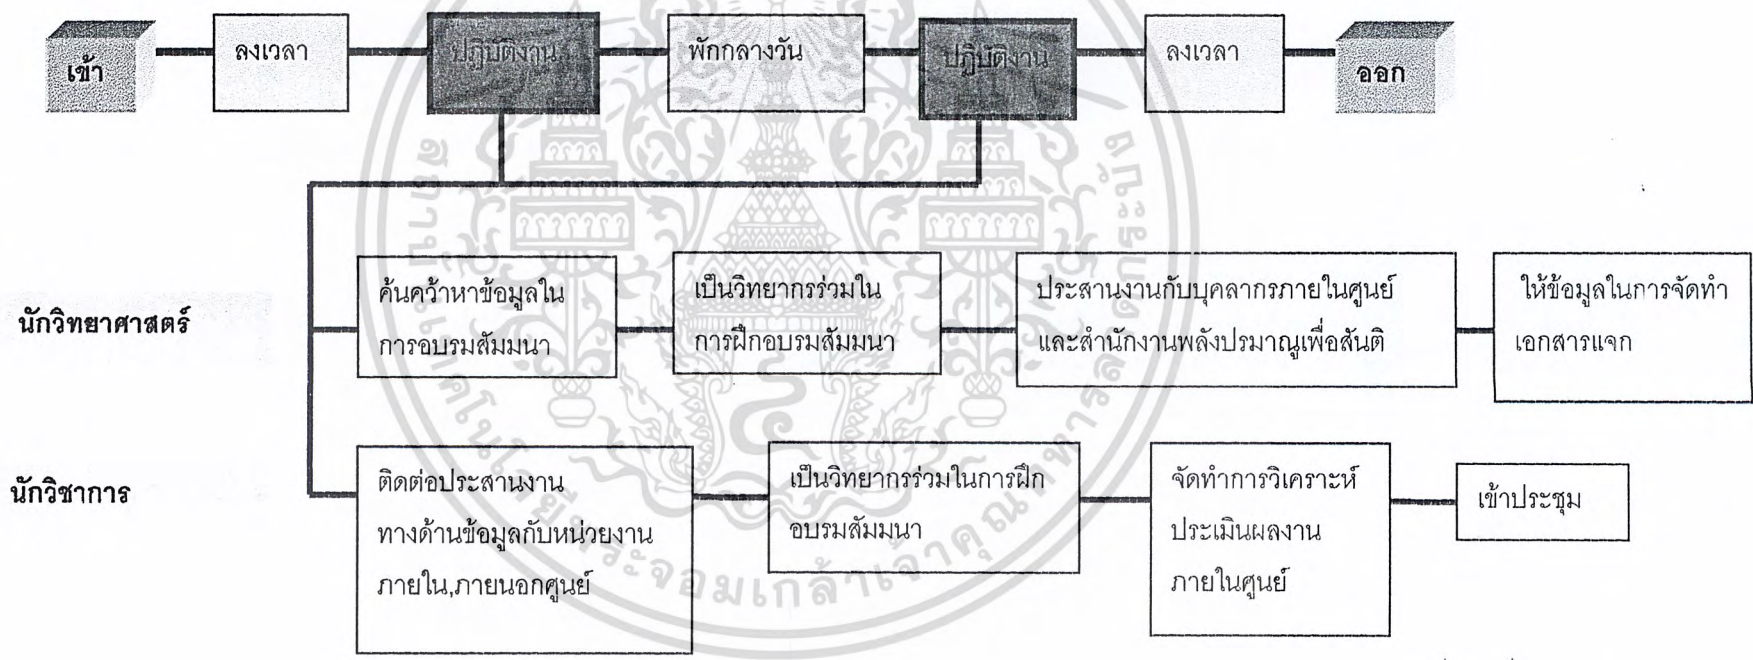 เข้า
ลงเวลา
ปฏิบัติงาน
พักกลางวัน
ปฏิบัติงาน
ลงเวลา
ออก
นักวิทยาศาสตร์
ค้นคว้าหาข้อมูลใน
การอบรมสัมมนา
เป็นวิทยากรร่วมใน
การฝึกอบรมสัมมนา
ประสานงานกับบุคลากรภายในศูนย์
และสำนักงานพลังปรมาณูเพื่อสันติ
ให้ข้อมูลในการจัดทำ
เอกสารแจก
นักวิชาการ
ติดต่อประสานงาน
ทางด้านข้อมูลกับหน่วยงาน
ภายใน,ภายนอกศูนย์
เป็นวิทยากรร่วมในการฝึก
อบรมสัมมนา
จัดทำการวิเคราะห์
ประเมินผลงาน
ภายในศูนย์
เข้าประชุม